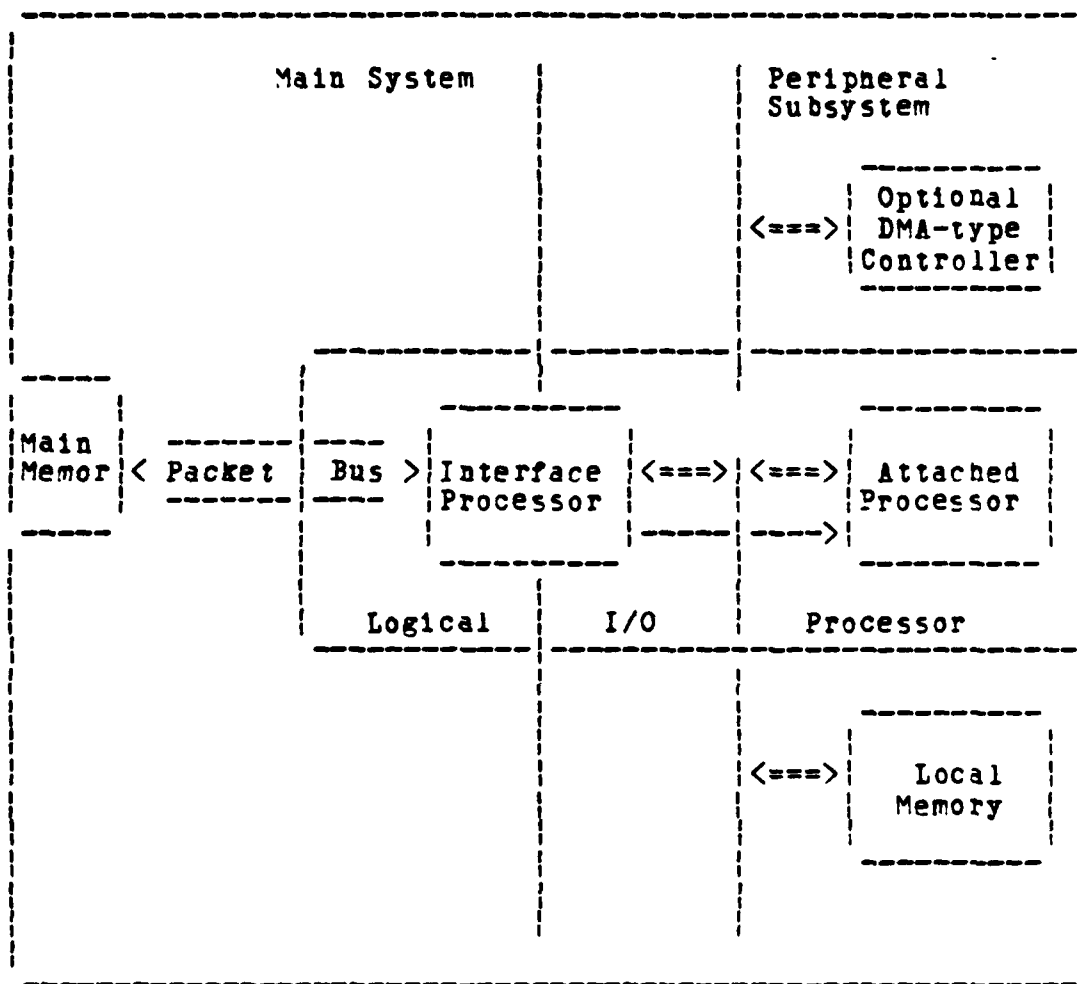 Main System
Peripheral
Subsystem
Optional
DMA-type
Controller
Main
Memor
Packet Bus
Interface
Processor
Attached
Processor
Logical I/O Processor
Local
Memory